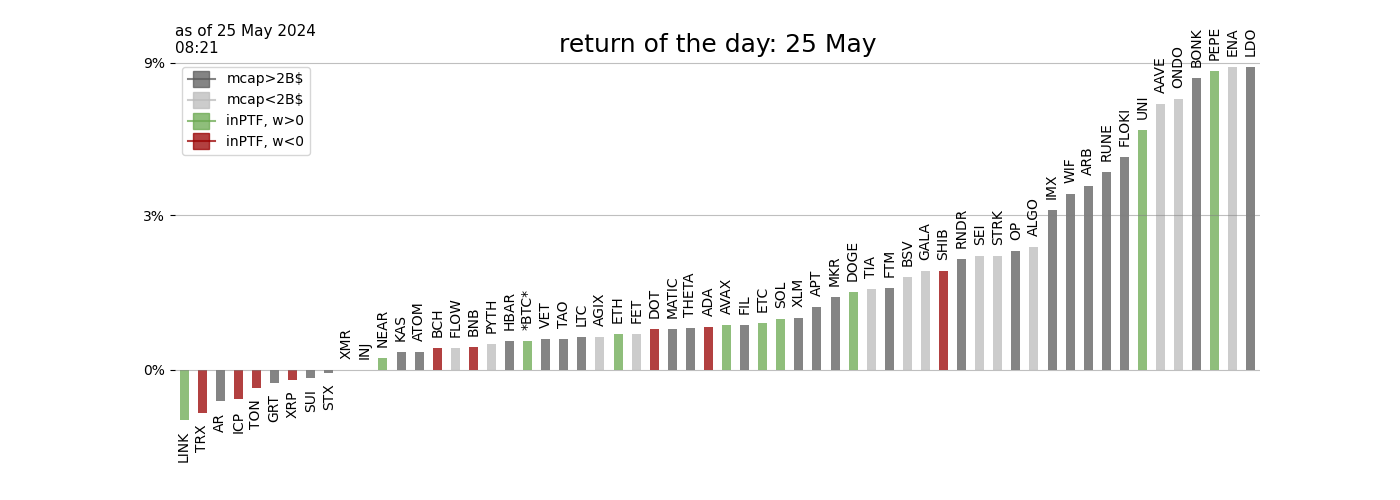 as of 25 May 2024
08:21
return of the day: 25 May
9%
3%
0%
mcap>2B$
mcap<2B$
inPTF, w>0
inPTF, w<0
LINK
TRX
AR
ICP
TON
GRT
XRP
SUI
STX
XMR
INJ
NEAR
KAS
ATOM
BCH
FLOW
BNB
PYTH
HBAR
*BTC*
VET
TAO
LTC
AGIX
ETH
FET
DOT
MATIC
THETA
ADA
AVAX
FIL
ETC
SOL
XLM
APT
MKR
DOGE
TIA
FTM
BSV
GALA
SHIB
RNDR
SEI
STRK
OP
ALGO
IMX
WIF
ARB
RUNE
FLOKI
UNI
AAVE
ONDO
BONK
PEPE
ENA
LDO